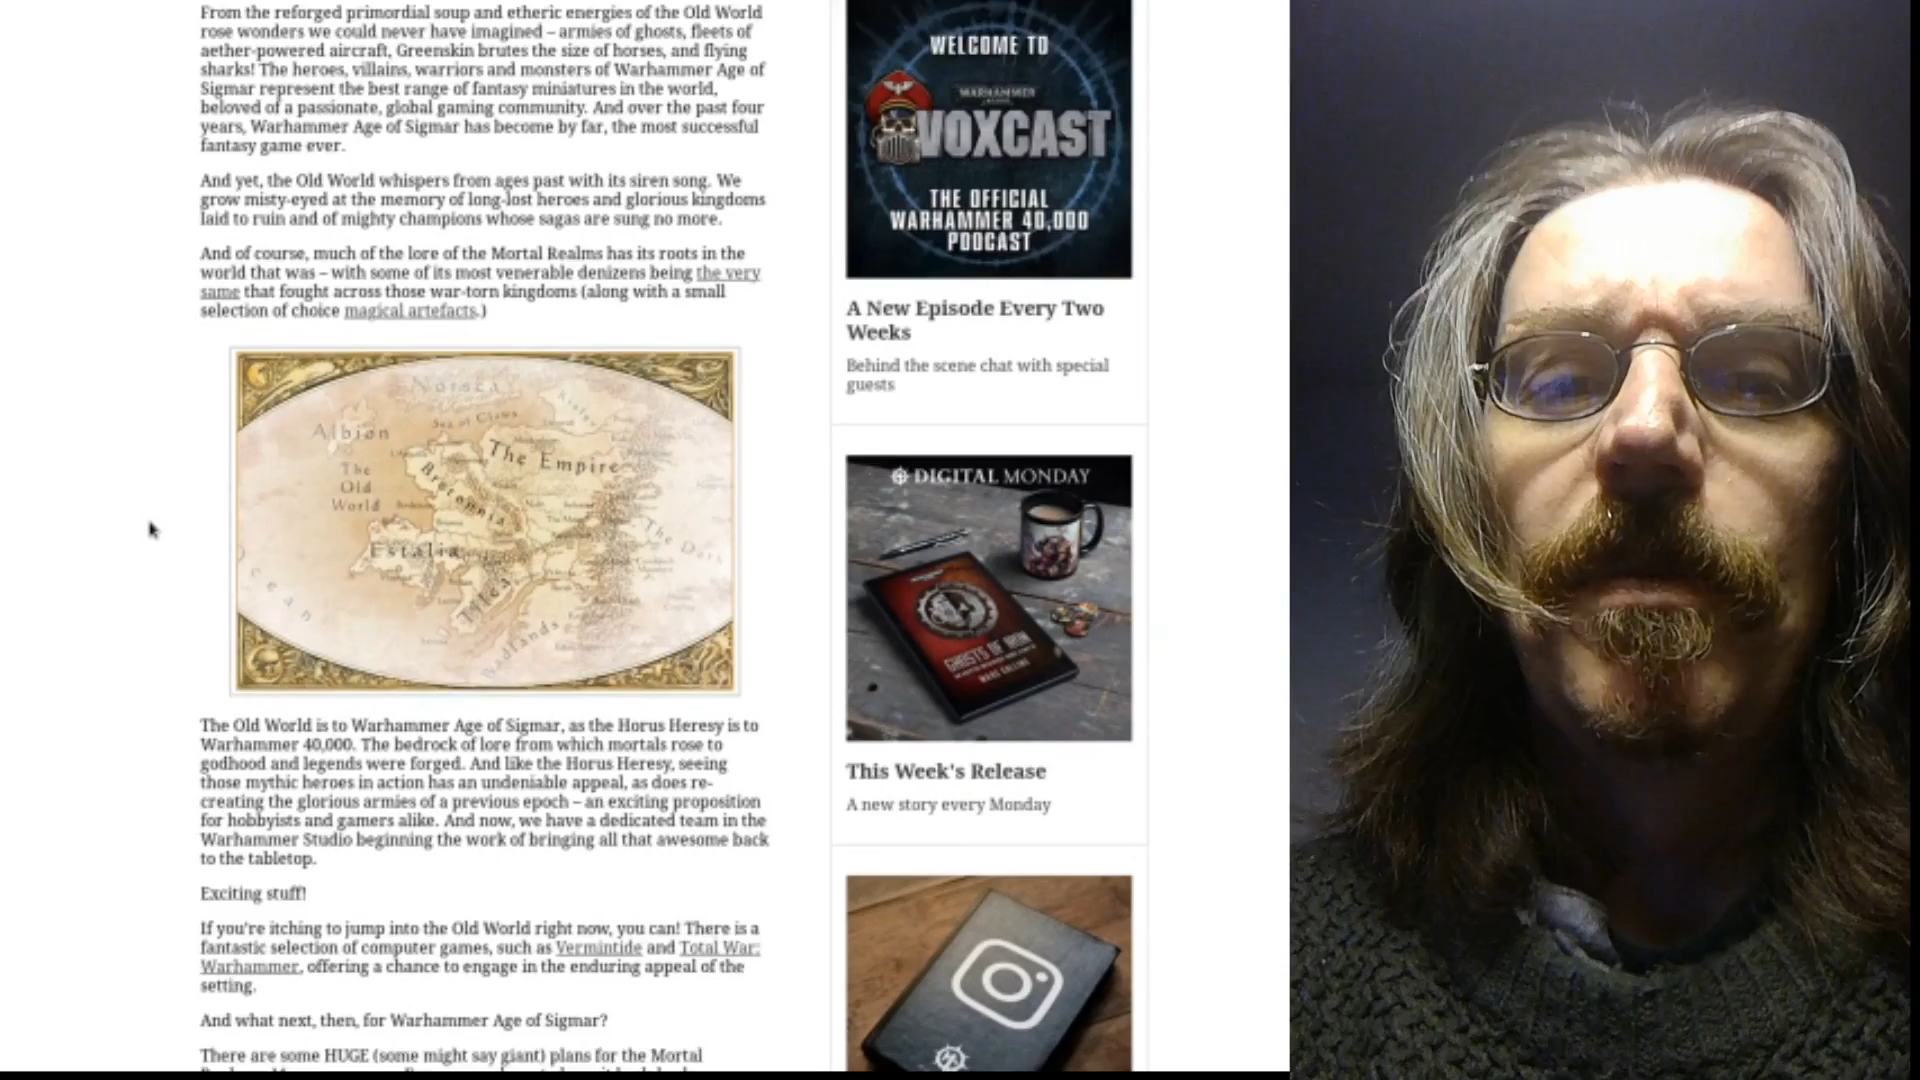 From the reforged primordial soup and etheric energies of the Old World
rose wonders we could never have imagined – armies of ghosts, fleets of
aether-powered aircraft, Greenskin brutes the size of horses, and flying
sharks! The heroes, villains, warriors and monsters of Warhammer Age of
Sigmar represent the best range of fantasy miniatures in the world,
beloved of a passionate, global gaming community. And over the past four
years, Warhammer Age of Sigmar has become by far, the most successful
fantasy game ever.
And yet, the Old World whispers from ages past with its siren song. We
grow misty-eyed at the memory of long-lost heroes and glorious kingdoms
laid to ruin and of mighty champions whose sagas are sung no more.
And of course, much of the lore of the Mortal Realms has its roots in the
world that was – with some of its most venerable denizens being the very
same that fought across those war-torn kingdoms (along with a small
selection of choice magical artefacts.)
Norsca
Albion
Sea of Claws
The Empire
The
Old
World
Bretonnia
Estalia
Tilea
The Dark
Ocean
Badlands
The Old World is to Warhammer Age of Sigmar, as the Horus Heresy is to
Warhammer 40,000. The bedrock of lore from which mortals rose to
godhood and legends were forged. And like the Horus Heresy, seeing
those mythic heroes in action has an undeniable appeal, as does re-
creating the glorious armies of a previous epoch – an exciting proposition
for hobbyists and gamers alike. And now, we have a dedicated team in the
Warhammer Studio beginning the work of bringing all that awesome back
to the tabletop.
Exciting stuff!
If you're itching to jump into the Old World right now, you can! There is a
fantastic selection of computer games, such as Vermintide and Total War:
Warhammer, offering a chance to engage in the enduring appeal of the
setting.
And what next, then, for Warhammer Age of Sigmar?
There are some HUGE (some might say giant) plans for the Mortal
WELCOME TO
WARHAMMER
VOXCAST
THE OFFICIAL
WARHAMMER 40,000
PODCAST
A New Episode Every Two
Weeks
Behind the scene chat with special
guests
DIGITAL MONDAY
GHOSTS OF IRON
MARC COLLINS
This Week's Release
A new story every Monday